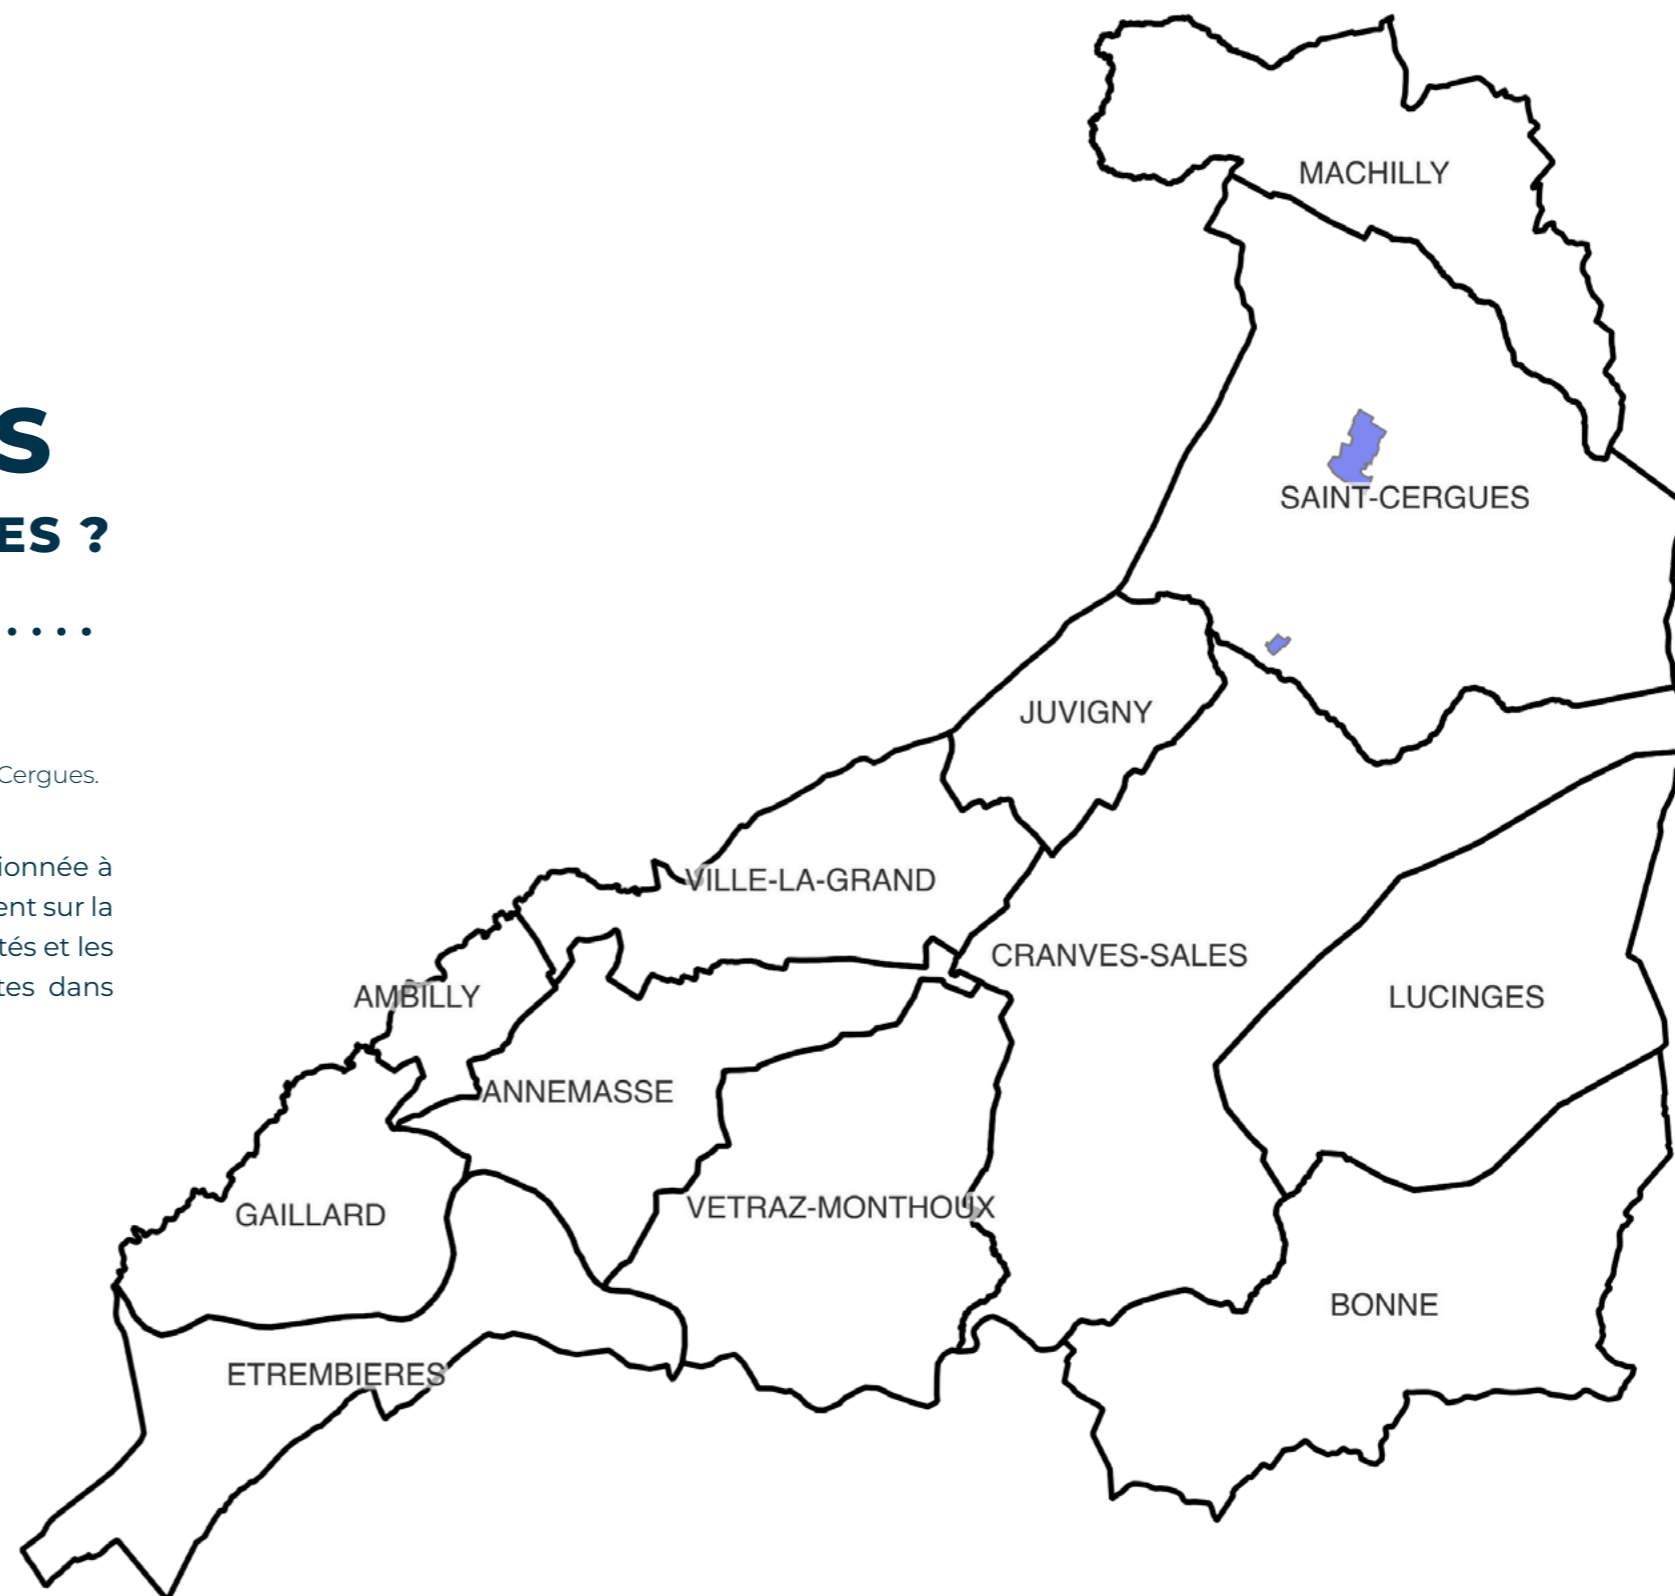 S
ES ?
.....
Cergues.
ionnée à
ent sur la
tés et les
tes dans
MACHILLY
SAINT-CERGUES
JUVIGNY
VILLE-LA-GRAND
CRANVES-SALES
AMBILLY
LUCINGES
ANNEMASSE
GAILLARD
VETRAZ-MONTHOUX
BONNE
ETREMBIERES